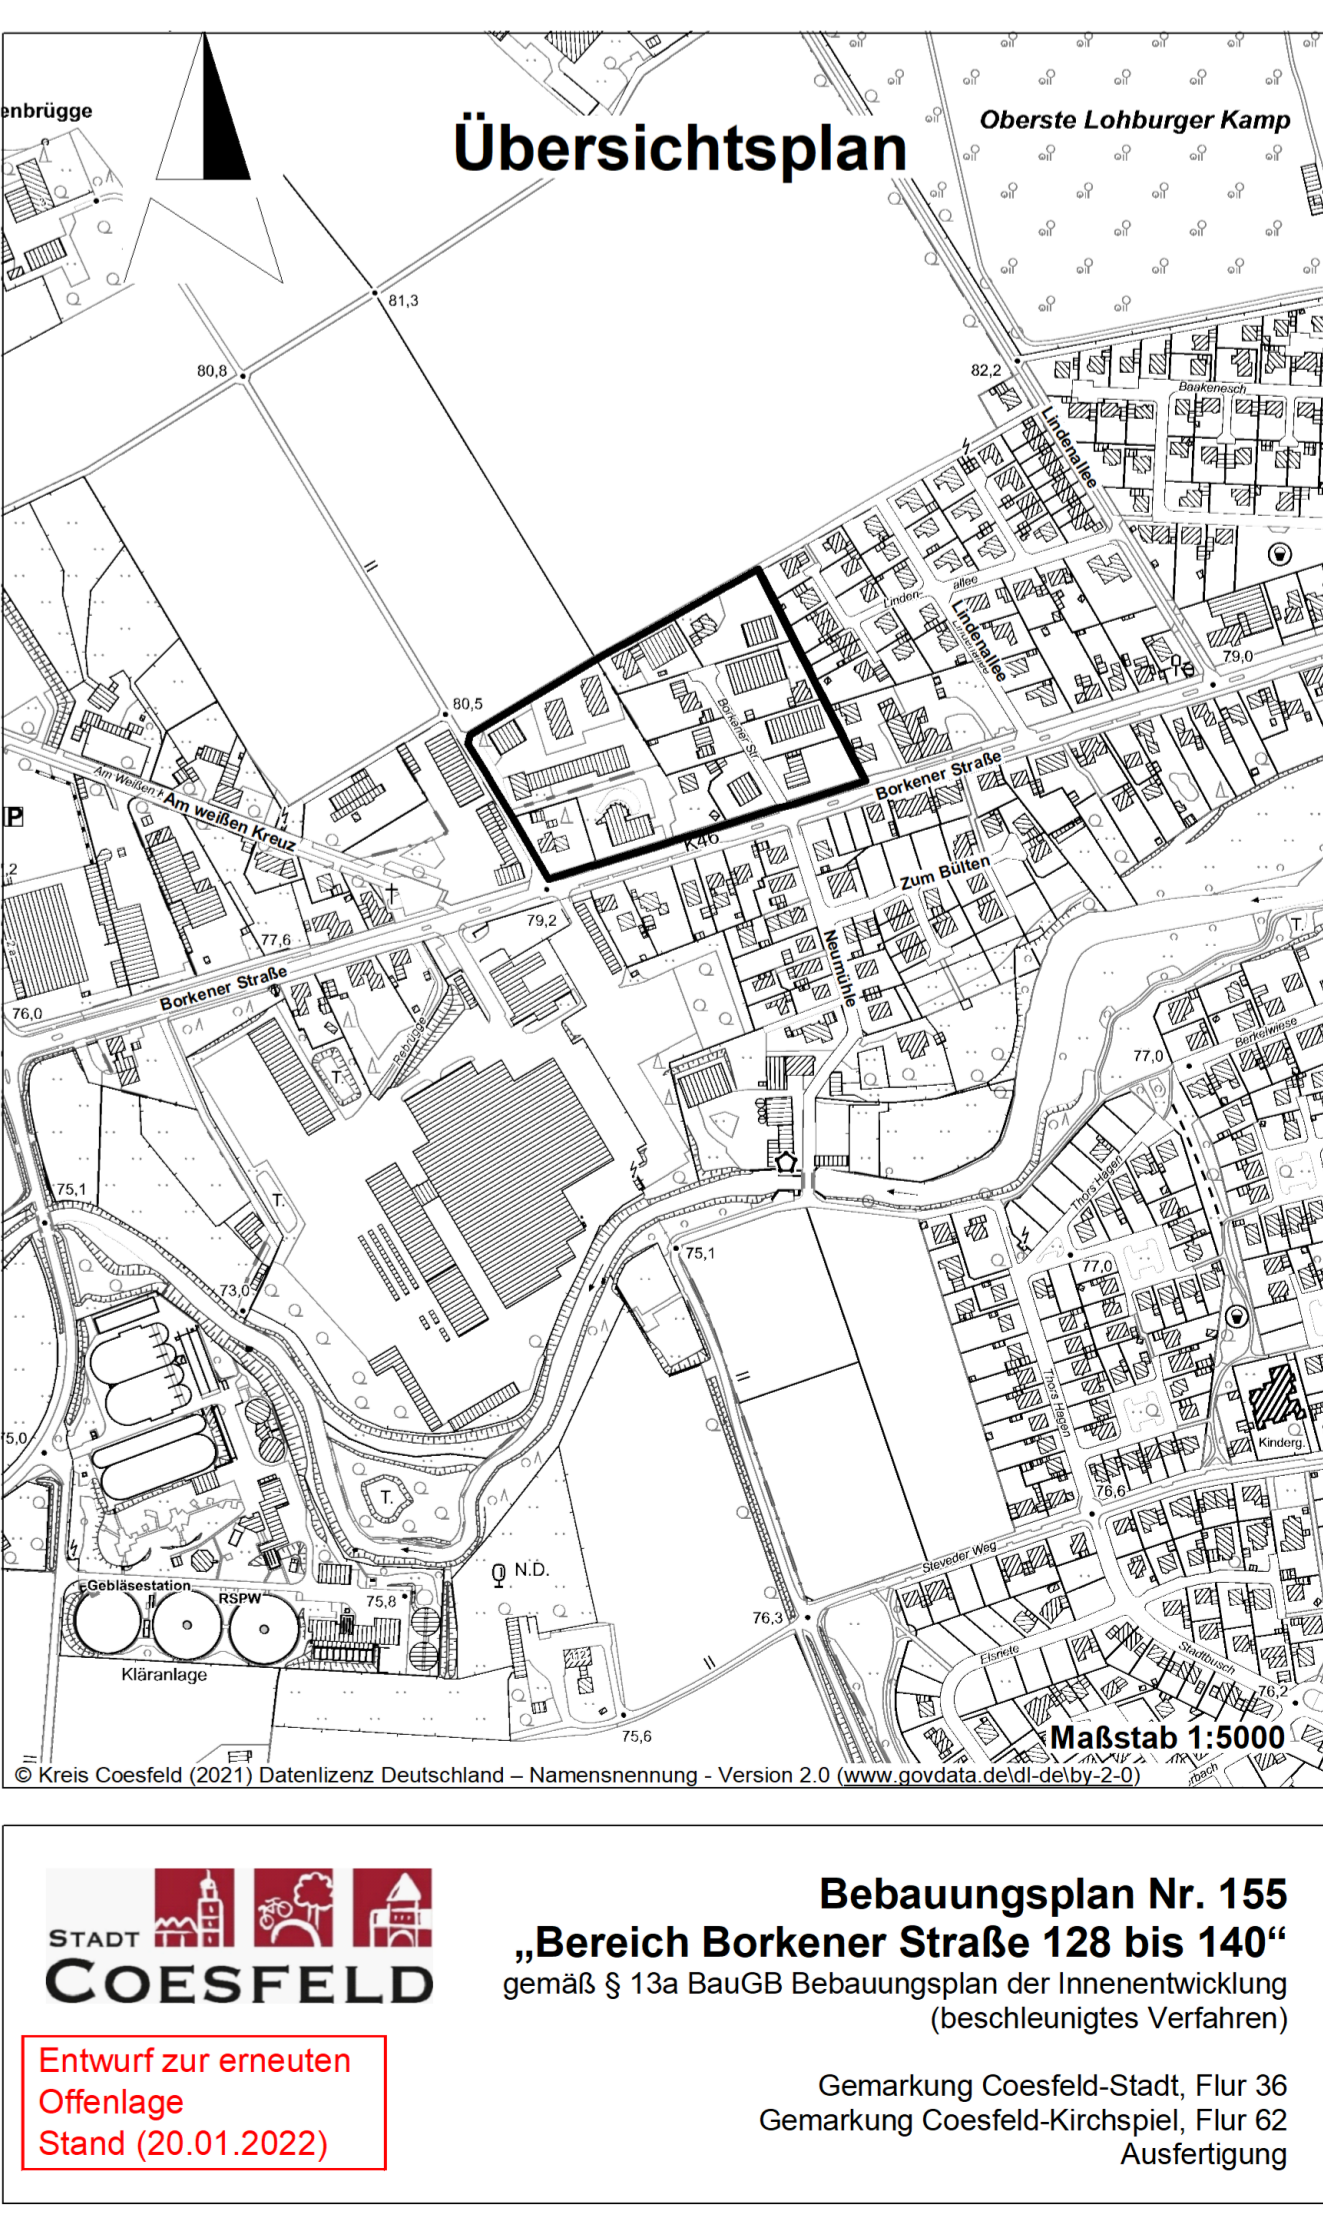 enbrügge
Übersichtsplan
Oberste Lohburger Kamp
81,3
80,8
82,2
Baakenesch
Lindenallee
Linden-
allee
Lindenallee
79,0
80,5
Borkener Str.
Am Weißen
Am weißen Kreuz
Borkener Straße
K46
P
Zum Bülten
79,2
77,6
Neumühle
Borkener Straße
76,0
T.
Berkelwiese
77,0
T.
Thors Hagen
75,1
T.
75,1
77,0
73,0
Thors Hagen
75,0
Kinderg.
76,6
T.
Steveder Weg
N.D.
Gebläsestation
RSPW
75,8
76,3
Elsriete
Stadtbusch
Kläranlage
76,2
75,6
Maßstab 1:5000
© Kreis Coesfeld (2021) Datenlizenz Deutschland – Namensnennung - Version 2.0 (www.govdata.de\dl-de\by-2-0)
rbach
STADT
COESFELD
Bebauungsplan Nr. 155
„Bereich Borkener Straße 128 bis 140“
gemäß § 13a BauGB Bebauungsplan der Innenentwicklung
(beschleunigtes Verfahren)
Entwurf zur erneuten
Offenlage
Stand (20.01.2022)
Gemarkung Coesfeld-Stadt, Flur 36
Gemarkung Coesfeld-Kirchspiel, Flur 62
Ausfertigung